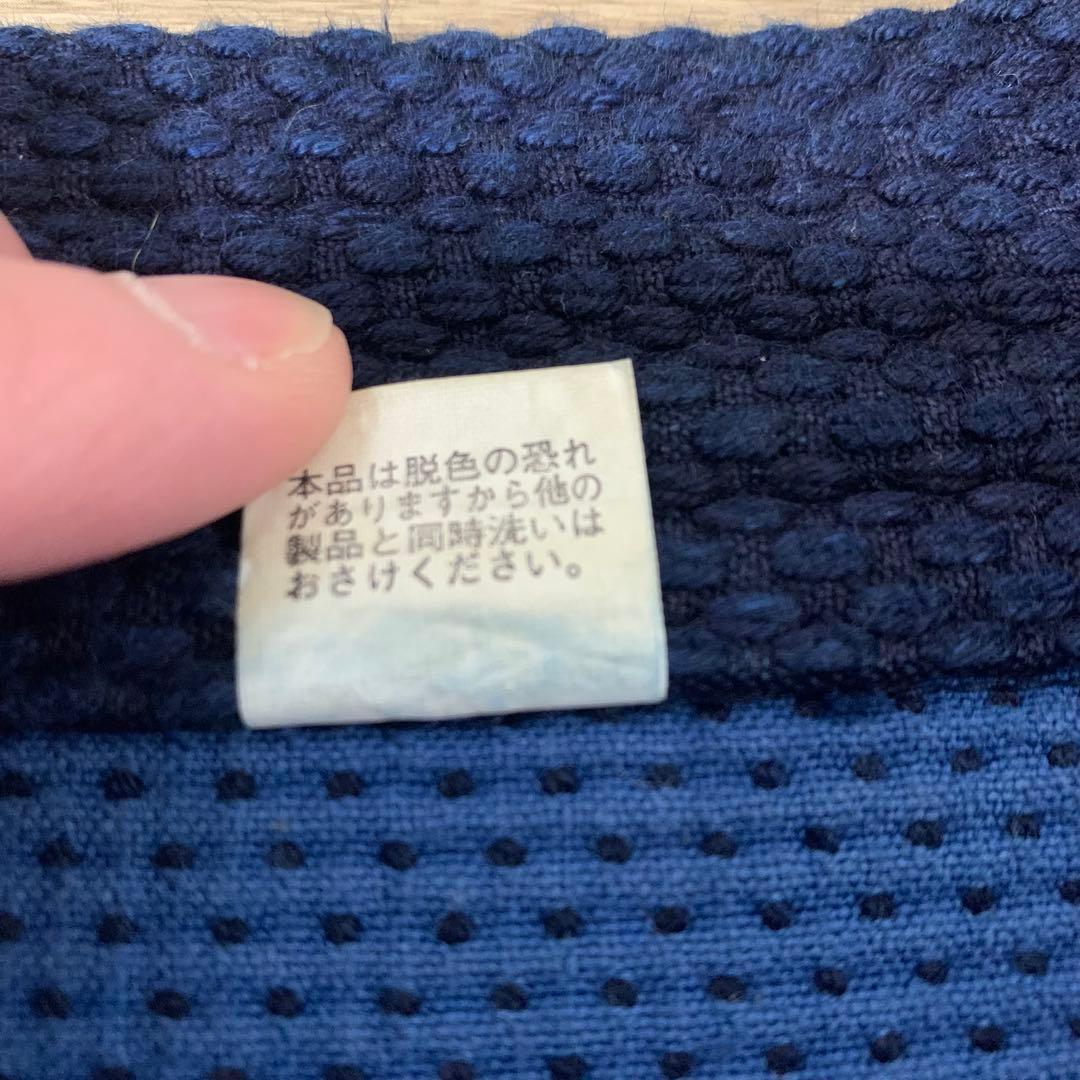 本品は脱色の恐れ
がありますから他の
製品と同時洗いは
おさけください。